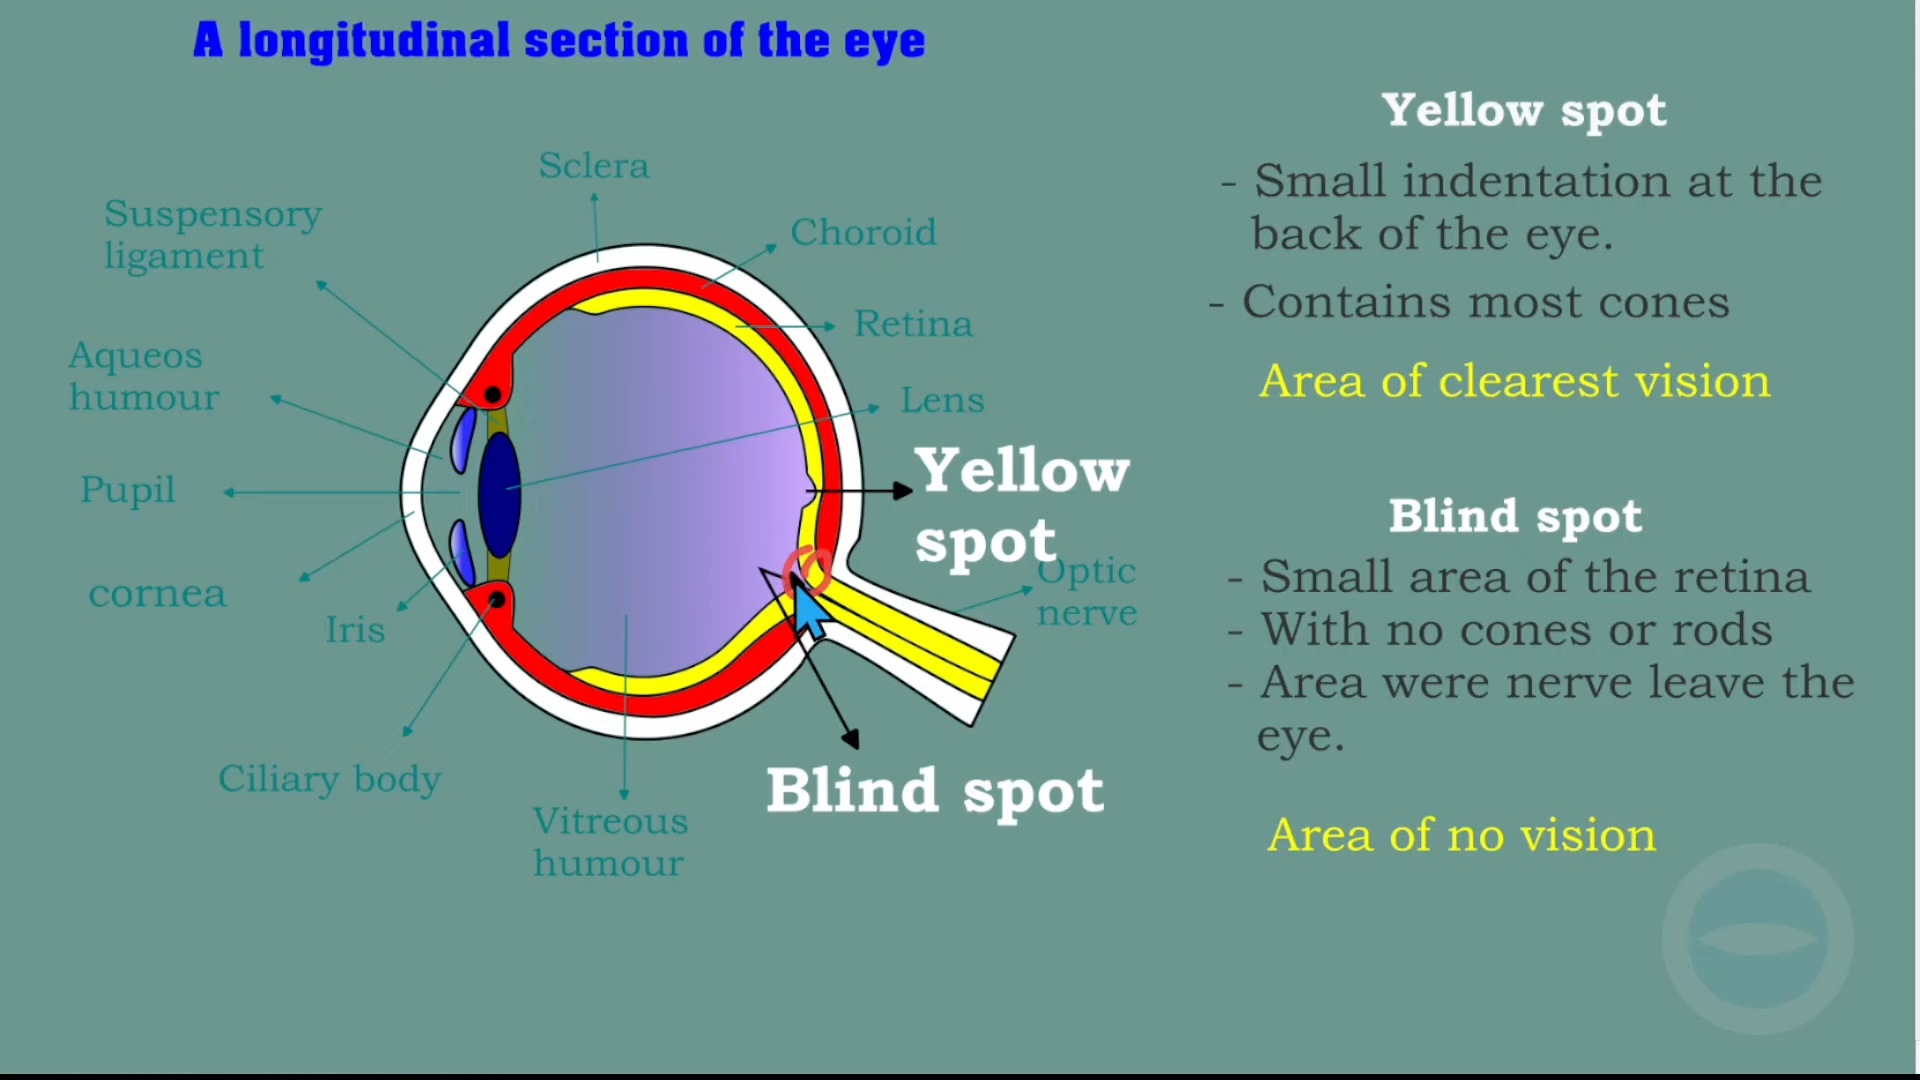 A longitudinal section of the eye
Sclera
Suspensory
ligament
Choroid
Retina
Aqueos
humour
Lens
Pupil
Yellow
spot
cornea
Iris
Optic
nerve
Ciliary body
Vitreous
humour
Blind spot
Yellow spot
- Small indentation at the
back of the eye.
- Contains most cones
Area of clearest vision
Blind spot
- Small area of the retina
- With no cones or rods
- Area were nerve leave the
eye.
Area of no vision